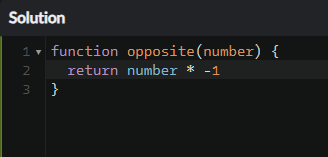 Solution
1 function opposite(number) {
2   return number * -1
3 }